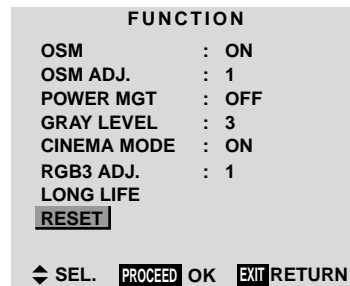 FUNCTION
OSM : ON
OSM ADJ. : 1
POWER MGT : OFF
GRAY LEVEL : 3
CINEMA MODE : ON
RGB3 ADJ. : 1
LONG LIFE
RESET
SEL. PROCEED OK EXIT RETURN